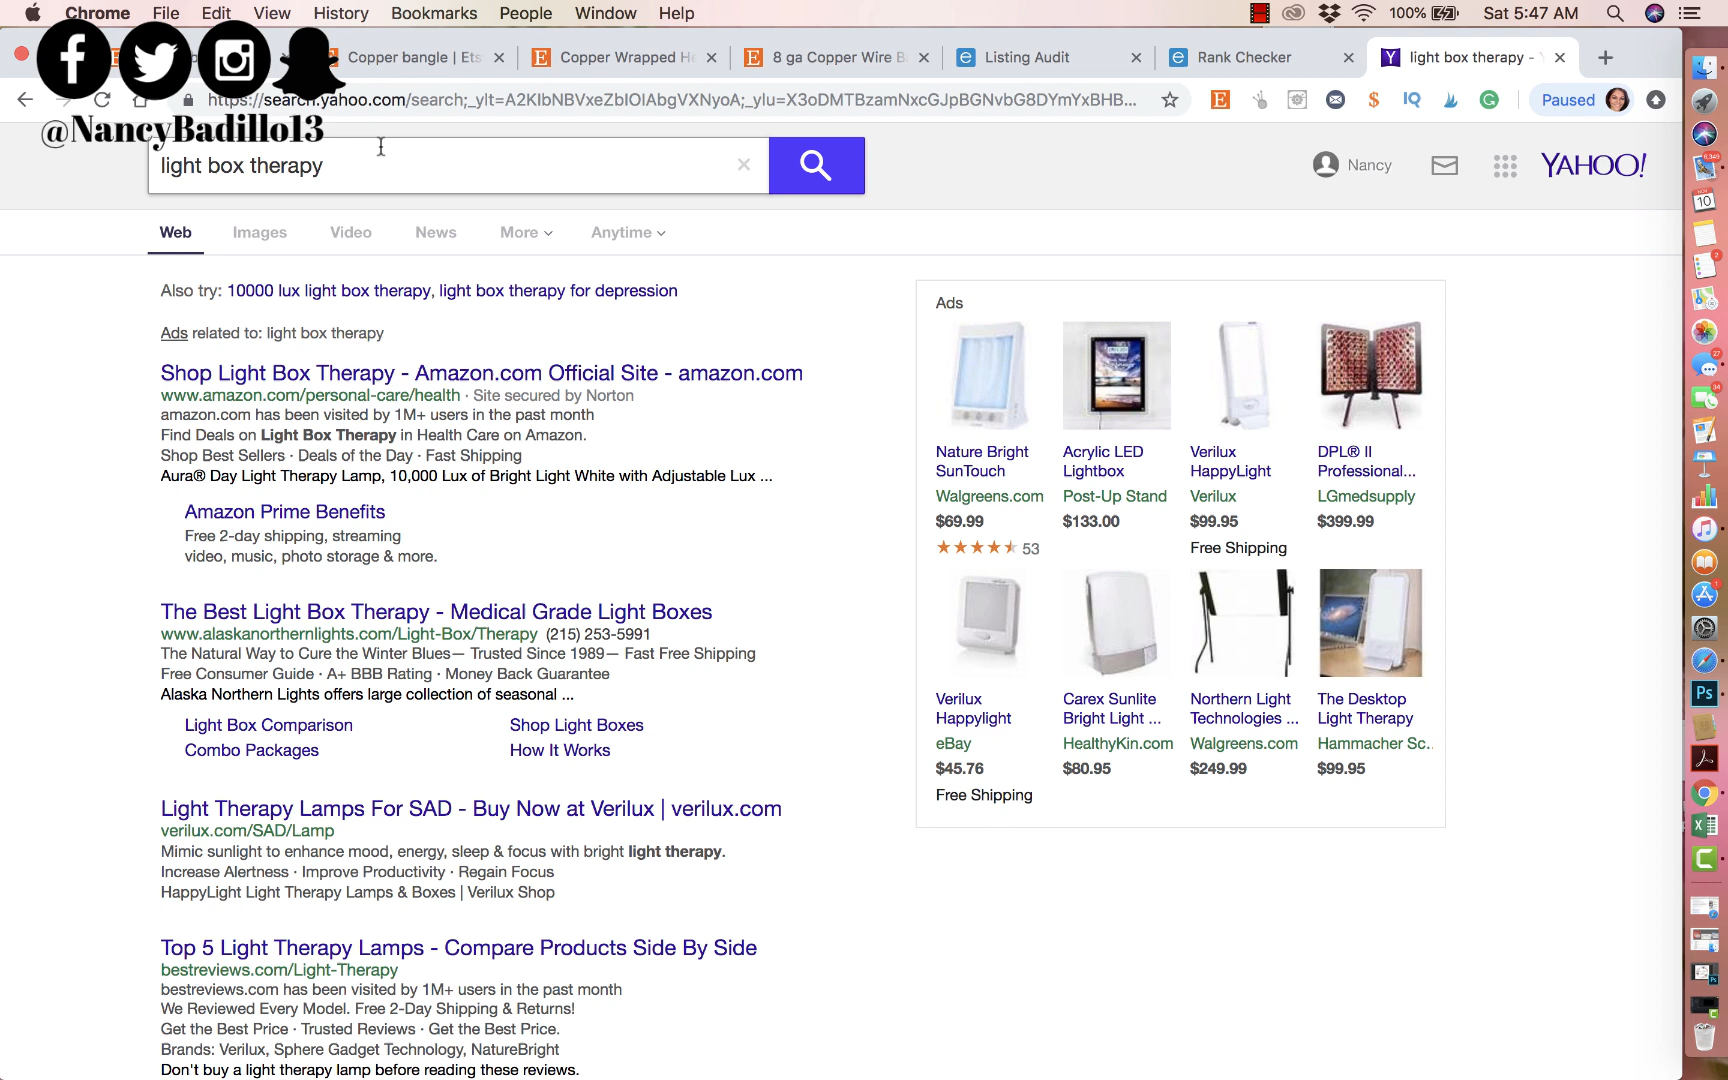 Chrome File Edit View History Bookmarks People Window Help
100% Sat 5:47 AM
Copper bangle | Ets
Copper Wrapped He
8 ga Copper Wire B
Listing Audit
Rank Checker
light box therapy -
https://search.yahoo.com/search;_ylt=A2KIbNBVxeZbIOIAbgVXNyoA;_ylu=X3oDMTBzamNxcGJpBGNvbG8DYmYxBHB...
Paused
@NancyBadillo13
light box therapy
Nancy
YAHOO!
Web Images Video News More Anytime
Also try: 10000 lux light box therapy, light box therapy for depression
Ads related to: light box therapy
Shop Light Box Therapy - Amazon.com Official Site - amazon.com
www.amazon.com/personal-care/health · Site secured by Norton
amazon.com has been visited by 1M+ users in the past month
Find Deals on Light Box Therapy in Health Care on Amazon.
Shop Best Sellers · Deals of the Day · Fast Shipping
Aura® Day Light Therapy Lamp, 10,000 Lux of Bright Light White with Adjustable Lux ...
Amazon Prime Benefits
Free 2-day shipping, streaming
video, music, photo storage & more.
The Best Light Box Therapy - Medical Grade Light Boxes
www.alaskanorthernlights.com/Light-Box/Therapy (215) 253-5991
The Natural Way to Cure the Winter Blues— Trusted Since 1989— Fast Free Shipping
Free Consumer Guide · A+ BBB Rating · Money Back Guarantee
Alaska Northern Lights offers large collection of seasonal ...
Light Box Comparison Shop Light Boxes
Combo Packages How It Works
Light Therapy Lamps For SAD - Buy Now at Verilux | verilux.com
verilux.com/SAD/Lamp
Mimic sunlight to enhance mood, energy, sleep & focus with bright light therapy.
Increase Alertness · Improve Productivity · Regain Focus
HappyLight Light Therapy Lamps & Boxes | Verilux Shop
Top 5 Light Therapy Lamps - Compare Products Side By Side
bestreviews.com/Light-Therapy
bestreviews.com has been visited by 1M+ users in the past month
We Reviewed Every Model. Free 2-Day Shipping & Returns!
Get the Best Price · Trusted Reviews · Get the Best Price.
Brands: Verilux, Sphere Gadget Technology, NatureBright
Don't buy a light therapy lamp before reading these reviews.
Ads
Nature Bright
SunTouch
Walgreens.com
$69.99
53
Acrylic LED
Lightbox
Post-Up Stand
$133.00
Verilux
HappyLight
Verilux
$99.95
Free Shipping
DPL® II
Professional...
LGmedsupply
$399.99
Verilux
Happylight
eBay
$45.76
Free Shipping
Carex Sunlite
Bright Light ...
HealthyKin.com
$80.95
Northern Light
Technologies ...
Walgreens.com
$249.99
The Desktop
Light Therapy
Hammacher Sc..
$99.95